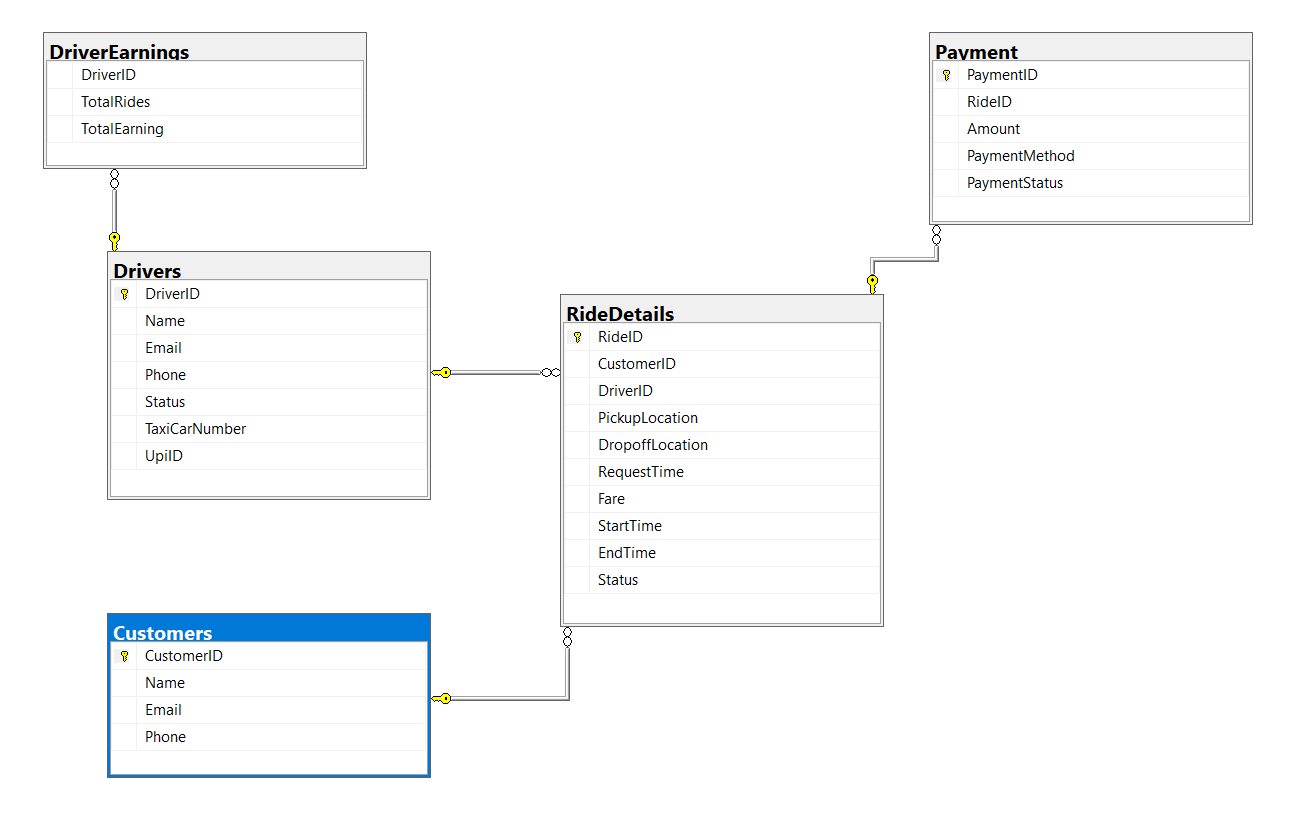 DriverEarnings
DriverID
TotalRides
TotalEarning
Payment
PaymentID
RideID
Amount
PaymentMethod
PaymentStatus
Drivers
DriverID
Name
Email
Phone
Status
TaxiCarNumber
UpiID
RideDetails
RideID
CustomerID
DriverID
PickupLocation
DropoffLocation
RequestTime
Fare
StartTime
EndTime
Status
Customers
CustomerID
Name
Email
Phone